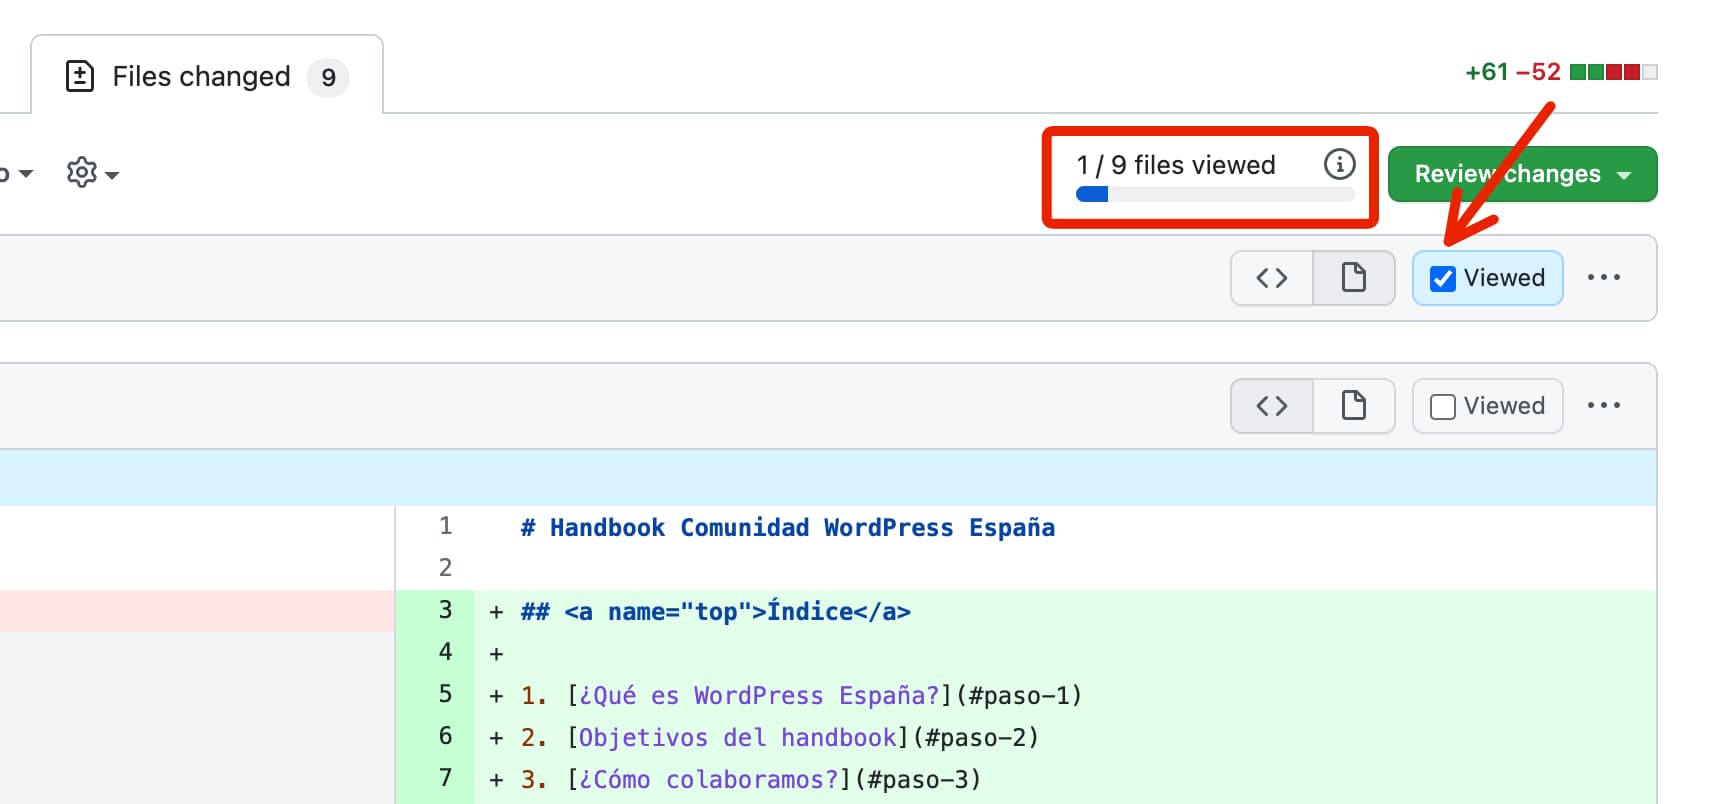 Files changed 9
+61 −52
1 / 9 files viewed
Review changes
<> Viewed ...
<> Viewed ...
1 # Handbook Comunidad WordPress España
2
3 + ## <a name="top">Índice</a>
4 +
5 + 1. [¿Qué es WordPress España?](#paso-1)
6 + 2. [Objetivos del handbook](#paso-2)
7 + 3. [¿Cómo colaboramos?](#paso-3)